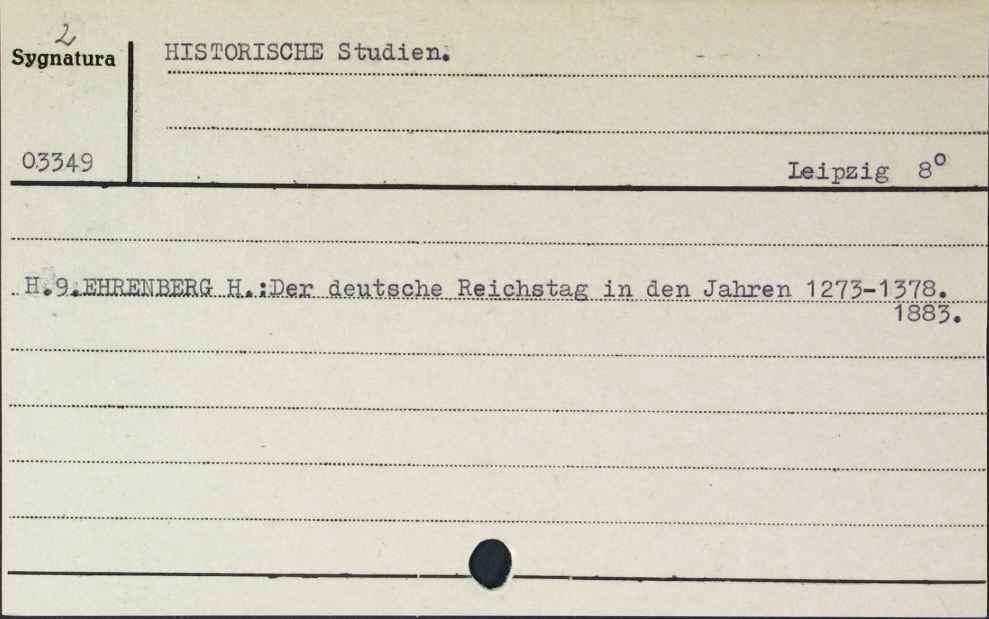 2
Sygnatura
HISTORISCHE Studien.
03349
Leipzig 8°
H.9.EHRENBERG H.:Der deutsche Reichstag in den Jahren 1273-1378.
1883.